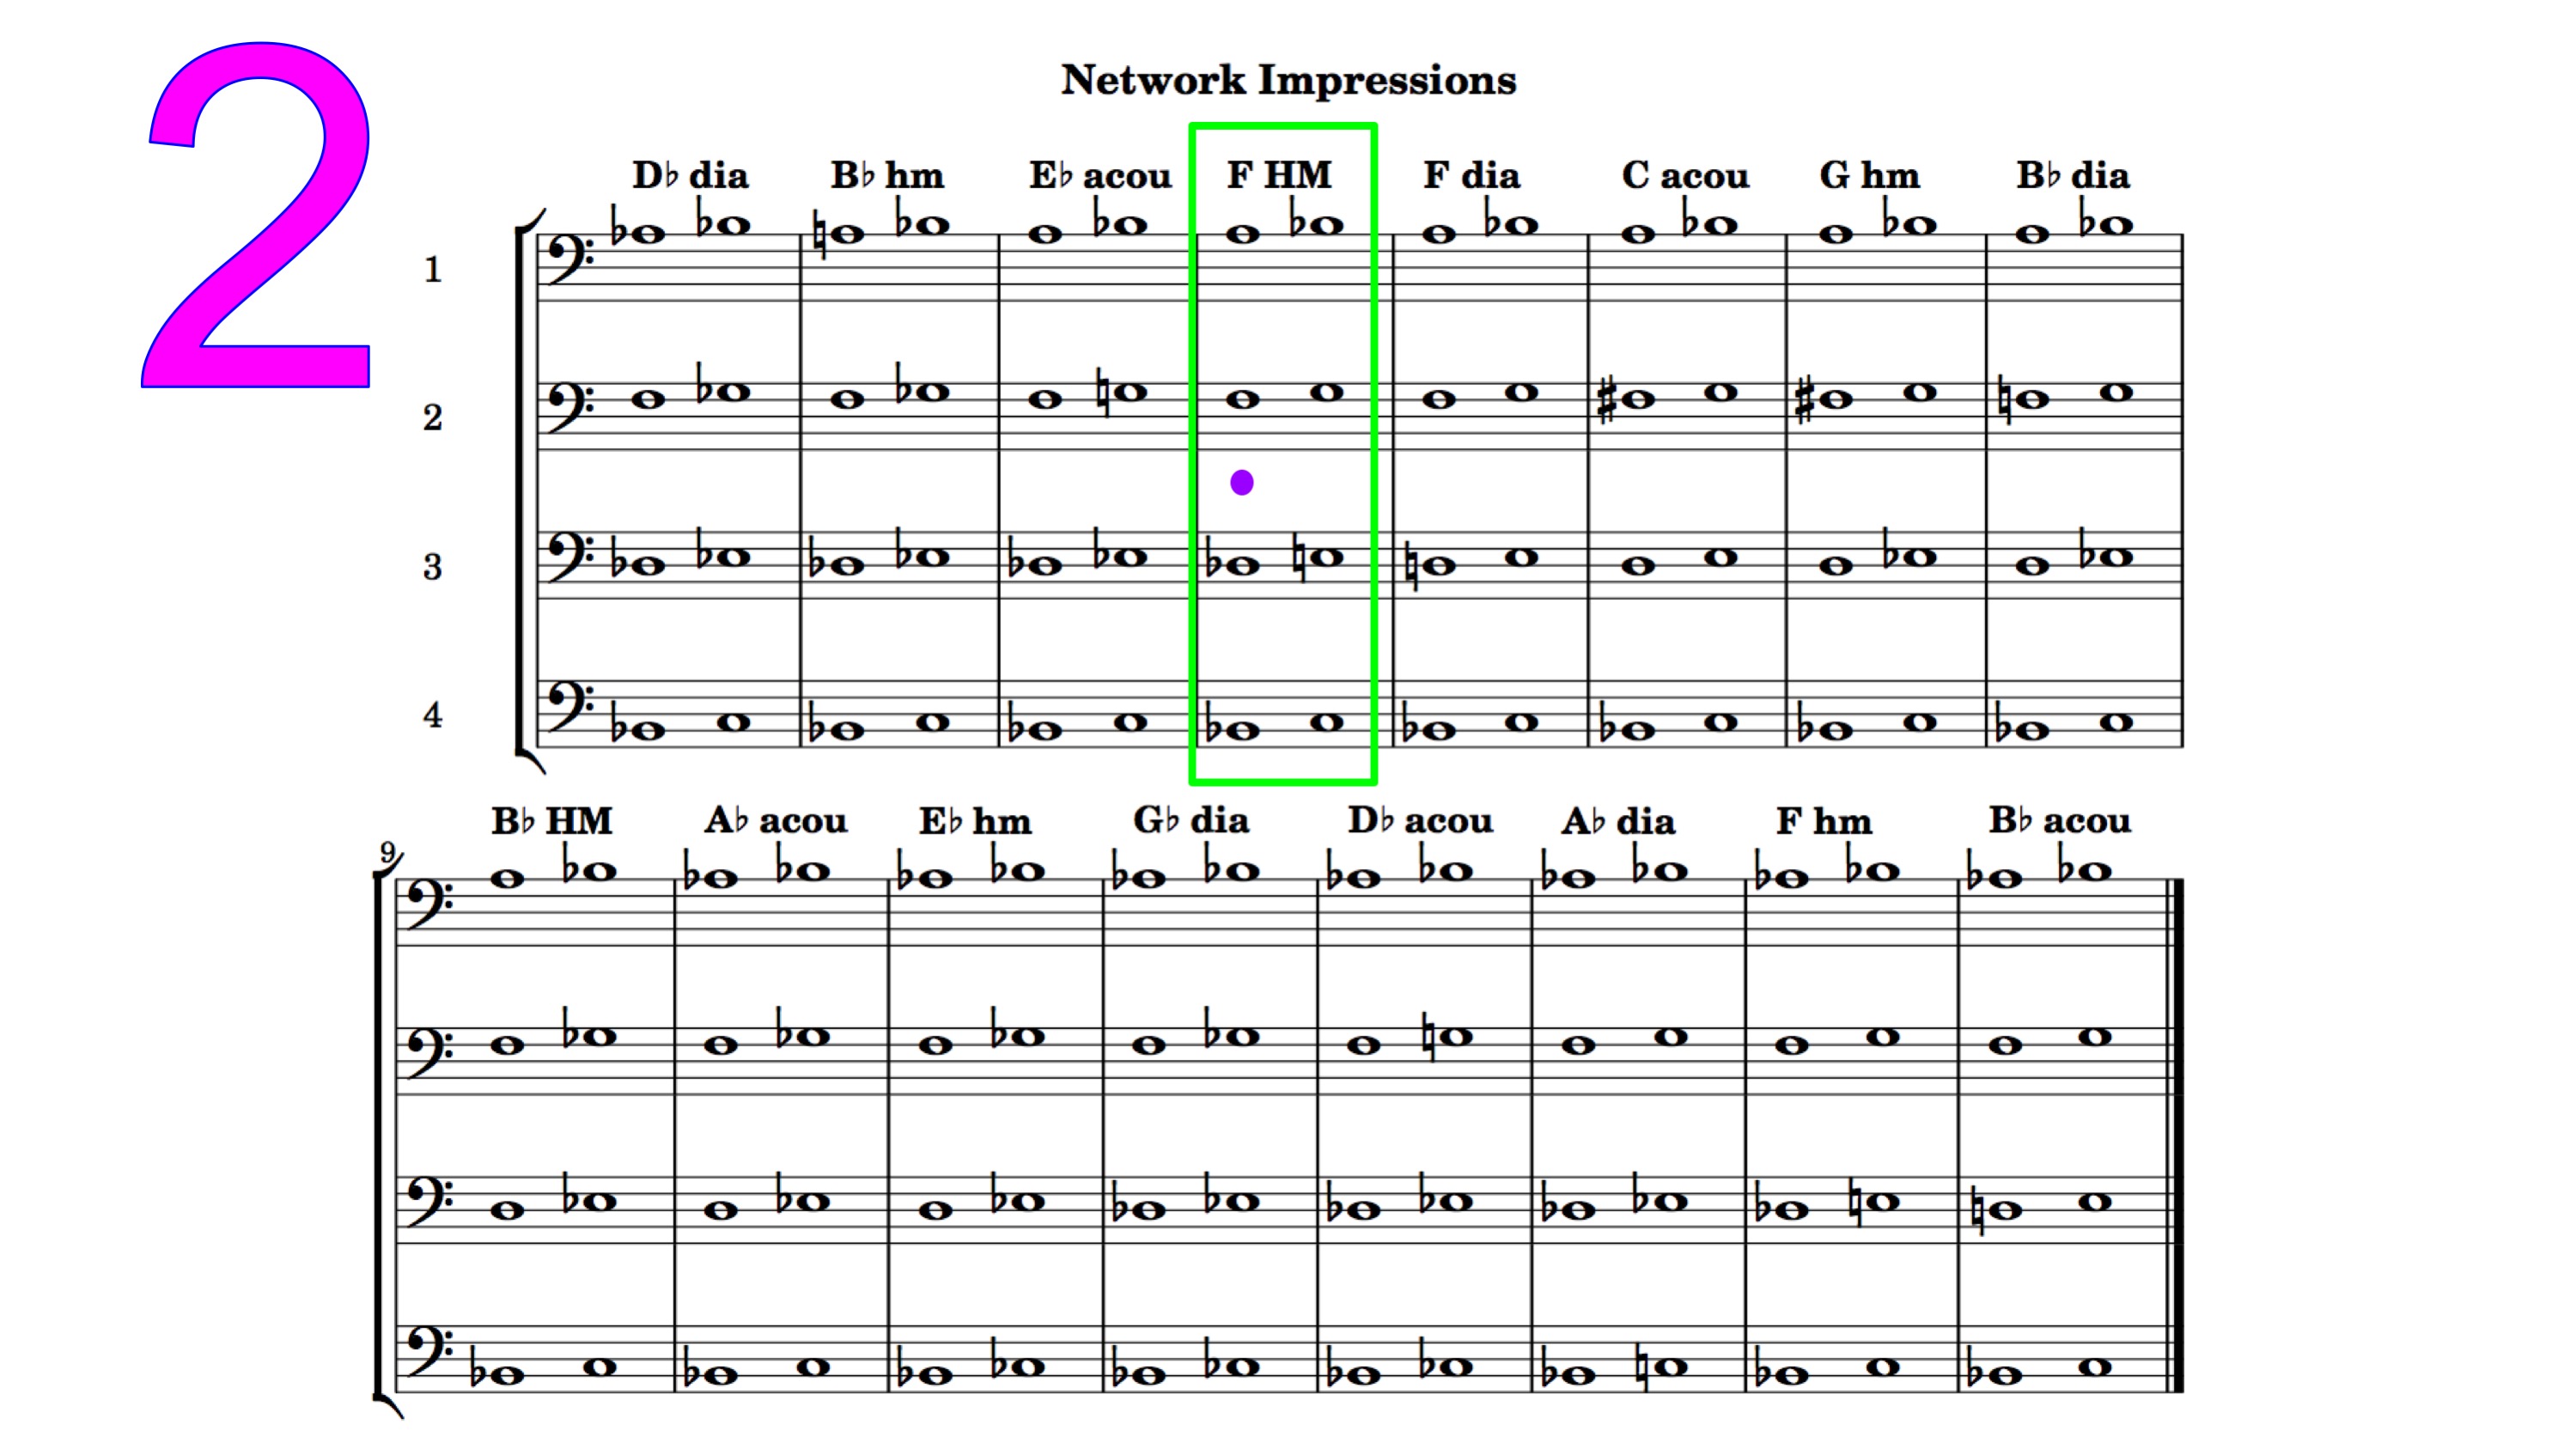 2
Network Impressions
D♭ dia B♭ hm E♭ acou F HM F dia C acou G hm B♭ dia
1
2
3
4
B♭ HM A♭ acou E♭ hm G♭ dia D♭ acou A♭ dia F hm B♭ acou
9